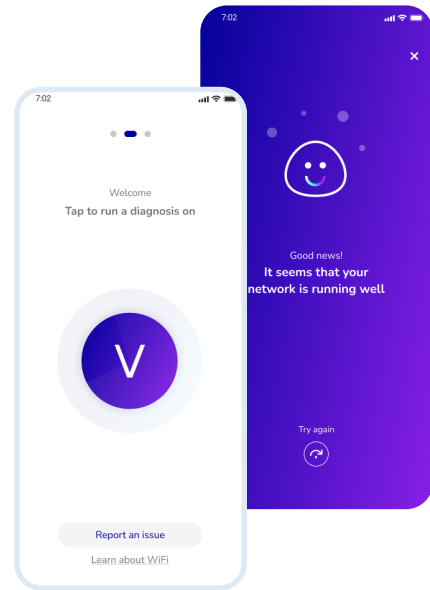 7:02
Welcome
Tap to run a diagnosis on
V
Report an issue
Learn about WiFi
7:02
Good news!
It seems that your
network is running well
Try again